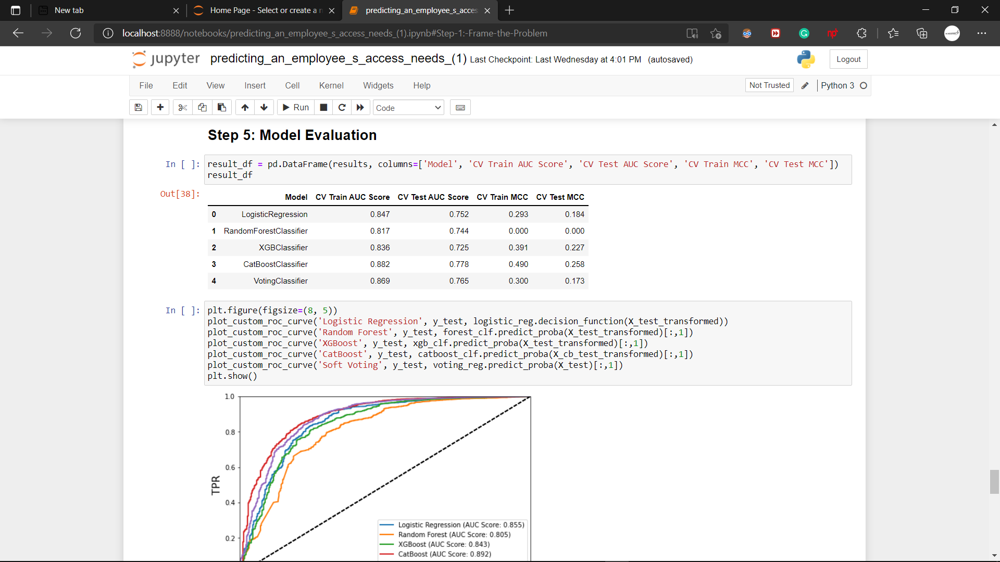 New tab
Home Page - Select or create a n
predicting_an_employee_s_acces
localhost:8888/notebooks/predicting_an_employee_s_access_needs_(1).ipynb#Step-1:-Frame-the-Problem
jupyter predicting_an_employee_s_access_needs_(1) Last Checkpoint: Last Wednesday at 4:01 PM (autosaved)
Logout
File Edit View Insert Cell Kernel Widgets Help
Not Trusted Python 3
Run Code
Step 5: Model Evaluation
In [ ]: result_df = pd.DataFrame(results, columns=['Model', 'CV Train AUC Score', 'CV Test AUC Score', 'CV Train MCC', 'CV Test MCC'])
result_df
Out[38]:
Model CV Train AUC Score CV Test AUC Score CV Train MCC CV Test MCC
0 LogisticRegression 0.847 0.752 0.293 0.184
1 RandomForestClassifier 0.817 0.744 0.000 0.000
2 XGBClassifier 0.836 0.725 0.391 0.227
3 CatBoostClassifier 0.882 0.778 0.490 0.258
4 VotingClassifier 0.869 0.765 0.300 0.173
In [ ]: plt.figure(figsize=(8, 5))
plot_custom_roc_curve('Logistic Regression', y_test, logistic_reg.decision_function(X_test_transformed))
plot_custom_roc_curve('Random Forest', y_test, forest_clf.predict_proba(X_test_transformed)[:,1])
plot_custom_roc_curve('XGBoost', y_test, xgb_clf.predict_proba(X_test_transformed)[:,1])
plot_custom_roc_curve('CatBoost', y_test, catboost_clf.predict_proba(X_cb_test_transformed)[:,1])
plot_custom_roc_curve('Soft Voting', y_test, voting_reg.predict_proba(X_test)[:,1])
plt.show()
1.0
0.8
0.6
TPR
0.4
0.2
Logistic Regression (AUC Score: 0.855)
Random Forest (AUC Score: 0.805)
XGBoost (AUC Score: 0.843)
CatBoost (AUC Score: 0.892)